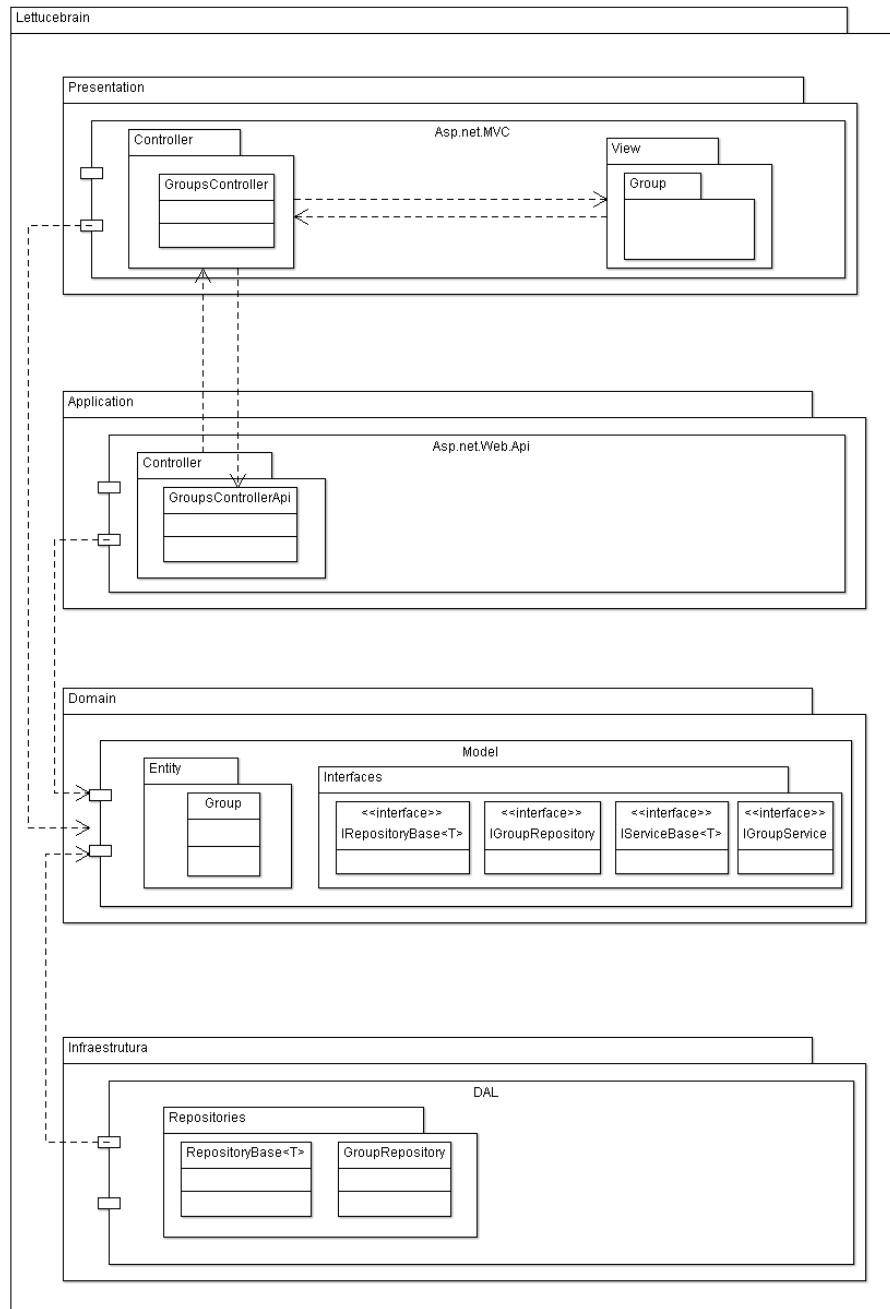 Lettucebrain
Presentation
Asp.net.MVC
Controller
View
GroupsController
Group
Application
Asp.net.Web.Api
Controller
GroupsControllerApi
Domain
Model
Entity
Interfaces
Group
<<interface>>
IRepositoryBase<T>
<<interface>>
IGroupRepository
<<interface>>
IServiceBase<T>
<<interface>>
IGroupService
Infraestrutura
DAL
Repositories
RepositoryBase<T>
GroupRepository